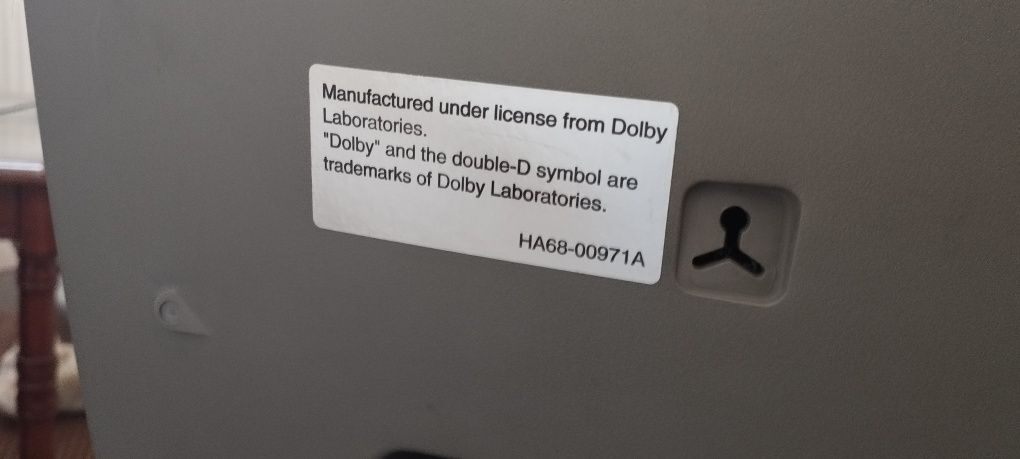 Manufactured under license from Dolby
Laboratories.
"Dolby" and the double-D symbol are
trademarks of Dolby Laboratories.
HA68-00971A